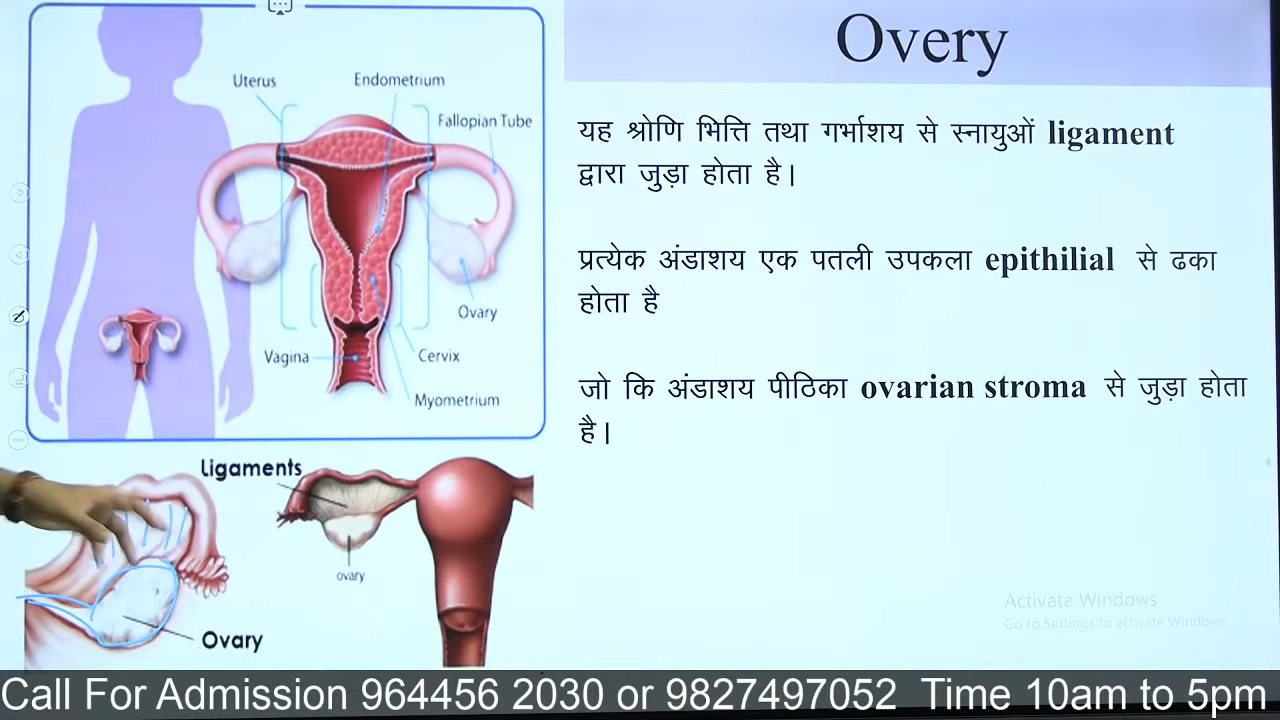 Overy
Uterus
Endometrium
Fallopian Tube
Ovary
Cervix
Vagina
Myometrium
यह श्रोणि भित्ति तथा गर्भाशय से स्नायुओं ligament
द्वारा जुड़ा होता है।
प्रत्येक अंडाशय एक पतली उपकला epithilial से ढका
होता है
जो कि अंडाशय पीठिका ovarian stroma से जुड़ा होता
है।
Ligaments
ovary
Ovary
Activate Windows
Go to Settings to activate Windows.
Call For Admission 964456 2030 or 9827497052 Time 10am to 5pm